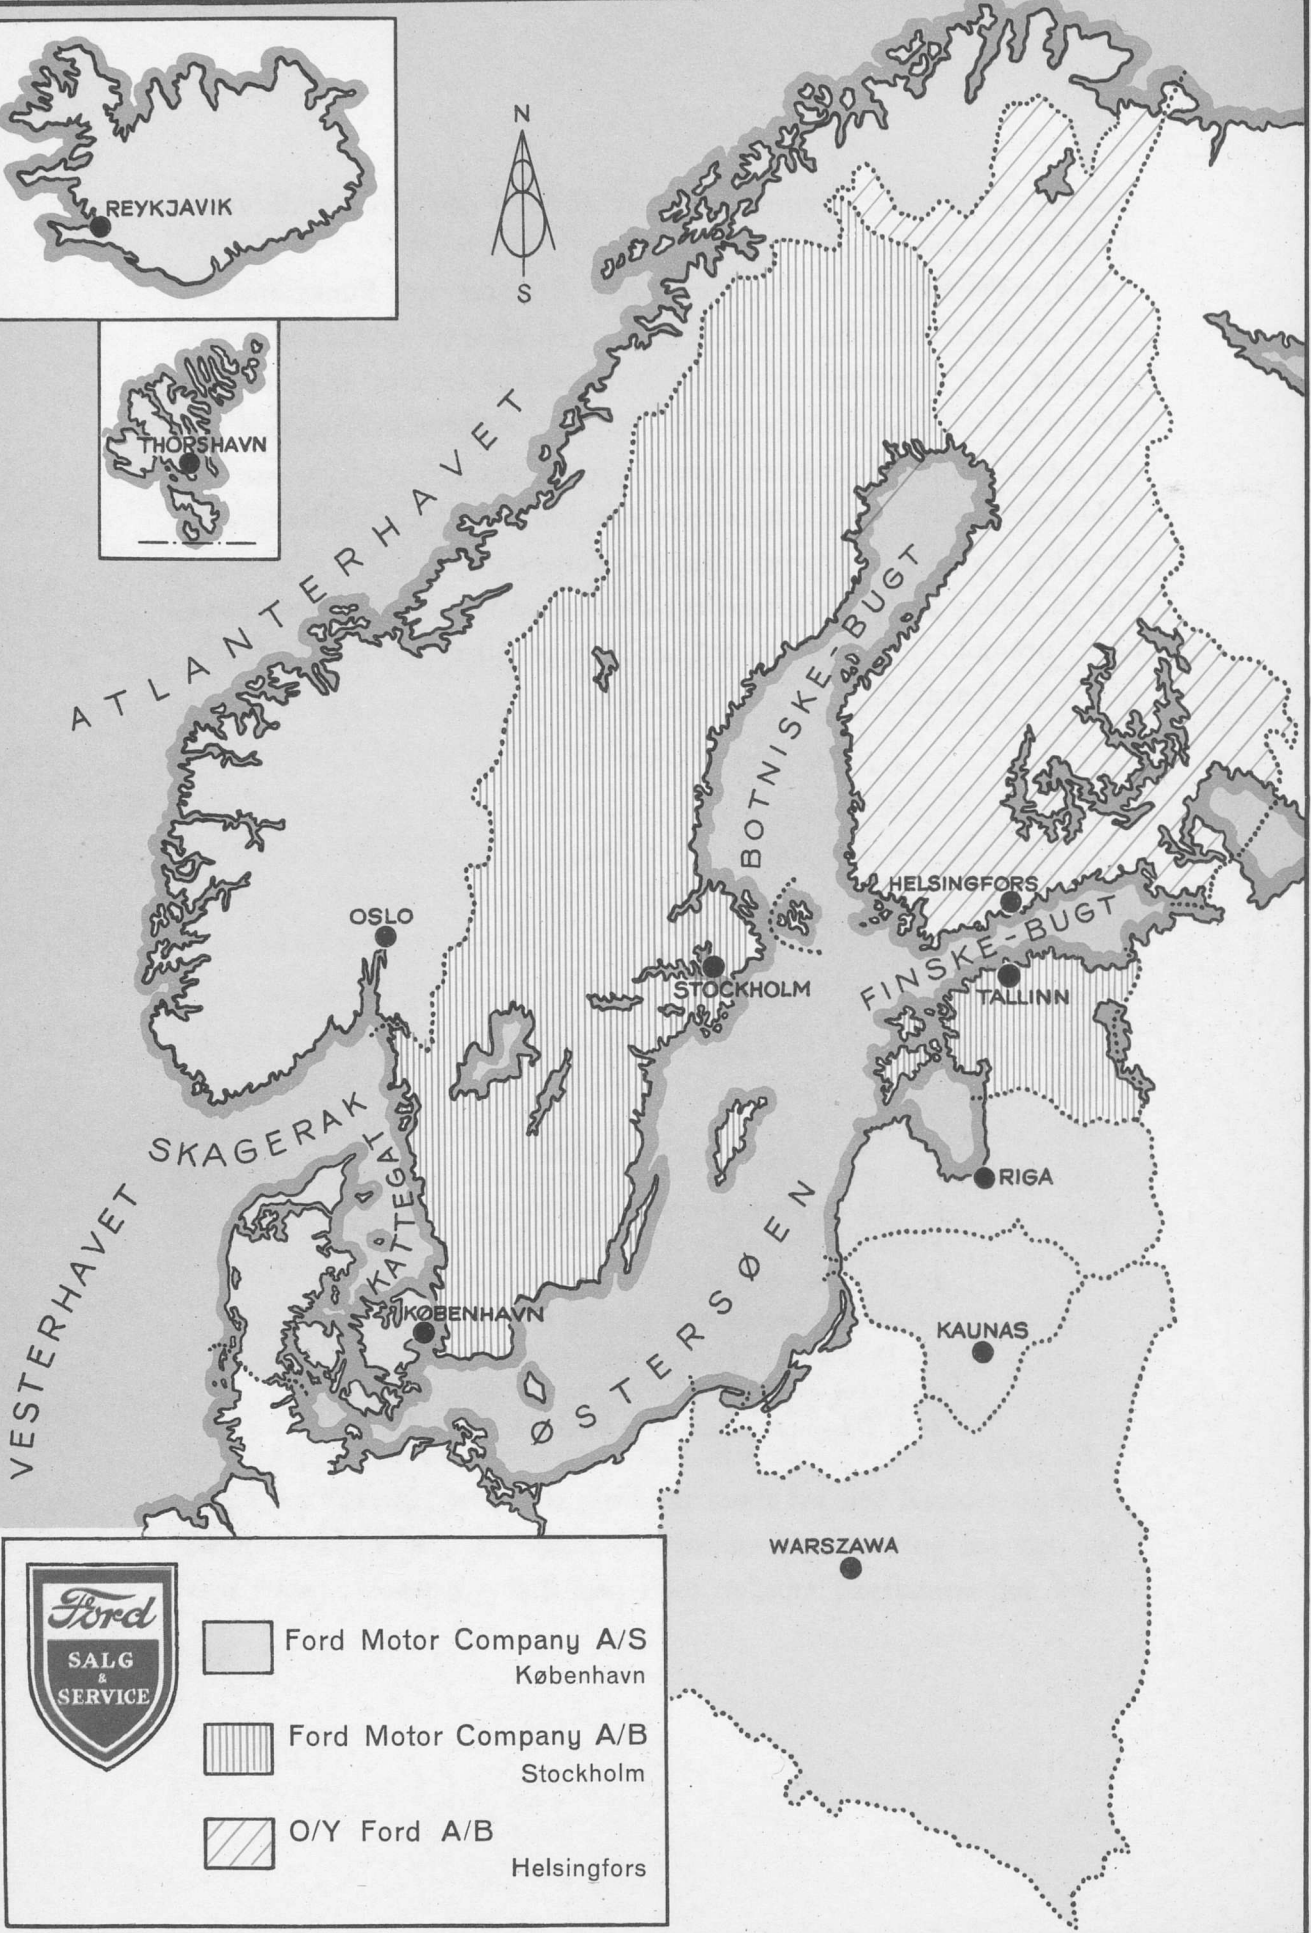 REYKJAVIK
N
S
THORSHAVN
ATLANTERHAVET
BOTNISKE-BUGT
HELSINGFORS
OSLO
FINSKE-BUGT
STOCKHOLM
TALLINN
SKAGERAK
KATTEGAT
RIGA
VESTERHAVET
KØBENHAVN
ØSTERSØEN
KAUNAS
WARSZAWA
Ford
SALG
&
SERVICE
Ford Motor Company A/S
København
Ford Motor Company A/B
Stockholm
O/Y Ford A/B
Helsingfors